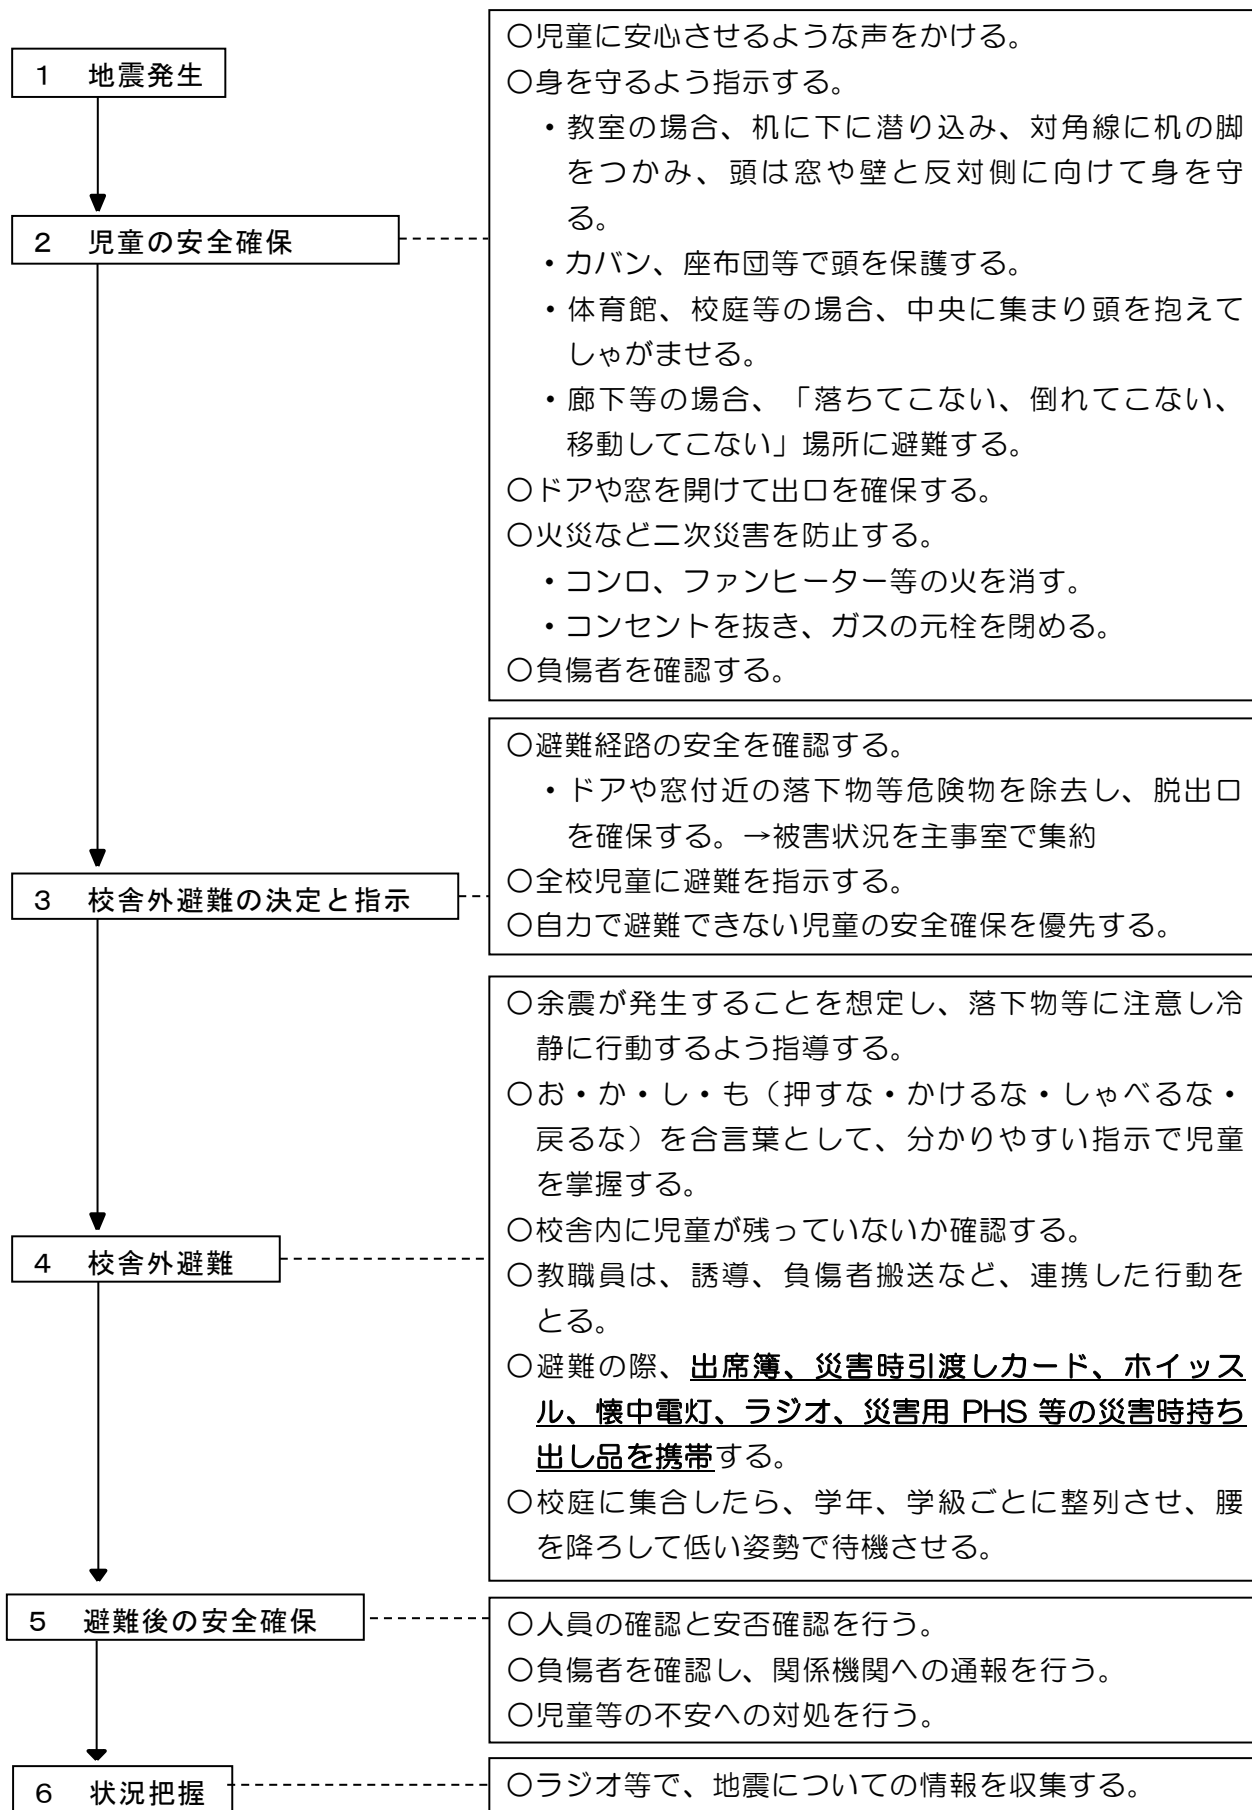 1 地震発生
2 児童の安全確保
〇児童に安心させるような声をかける。
〇身を守るよう指示する。
・教室の場合、机に下に潜り込み、対角線に机の脚
をつかみ、頭は窓や壁と反対側に向けて身を守
る。
・カバン、座布団等で頭を保護する。
・体育館、校庭等の場合、中央に集まり頭を抱えて
しゃがませる。
・廊下等の場合、「落ちてこない、倒れてこない、
移動してこない」場所に避難する。
〇ドアや窓を開けて出口を確保する。
〇火災など二次災害を防止する。
・コンロ、ファンヒーター等の火を消す。
・コンセントを抜き、ガスの元栓を閉める。
〇負傷者を確認する。
3 校舎外避難の決定と指示
〇避難経路の安全を確認する。
・ドアや窓付近の落下物等危険物を除去し、脱出口
を確保する。→被害状況を主事室で集約
〇全校児童に避難を指示する。
〇自力で避難できない児童の安全確保を優先する。
4 校舎外避難
〇余震が発生することを想定し、落下物等に注意し冷
静に行動するよう指導する。
〇お・か・し・も（押すな・かけるな・しゃべるな・
戻るな）を合言葉として、分かりやすい指示で児童
を掌握する。
〇校舎内に児童が残っていないか確認する。
〇教職員は、誘導、負傷者搬送など、連携した行動を
とる。
〇避難の際、出席簿、災害時引渡しカード、ホイッス
ル、懐中電灯、ラジオ、災害用 PHS 等の災害時持ち
出し品を携帯する。
〇校庭に集合したら、学年、学級ごとに整列させ、腰
を降ろして低い姿勢で待機させる。
5 避難後の安全確保
〇人員の確認と安否確認を行う。
〇負傷者を確認し、関係機関への通報を行う。
〇児童等の不安への対処を行う。
6 状況把握
〇ラジオ等で、地震についての情報を収集する。